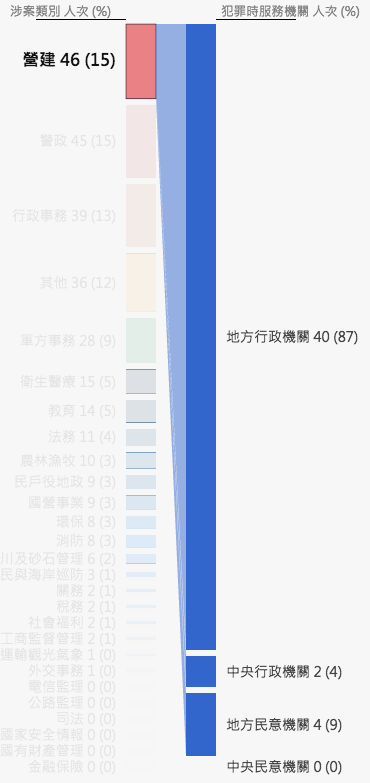 涉案類別 人次 (%)
犯罪時服務機關 人次 (%)
營建 46 (15)
警政 45 (15)
行政事務 39 (13)
其他 36 (12)
軍方事務 28 (9)
衛生醫療 15 (5)
教育 14 (5)
法務 11 (4)
農林漁牧 10 (3)
民戶役地政 9 (3)
國營事業 9 (3)
環保 8 (3)
消防 8 (3)
川及砂石管理 6 (2)
民與海岸巡防 3 (1)
關務 2 (1)
稅務 2 (1)
社會福利 2 (1)
工商監督管理 2 (1)
運輸觀光氣象 1 (0)
外交事務 1 (0)
電信監理 0 (0)
公路監理 0 (0)
司法 0 (0)
國家安全情報 0 (0)
國有財產管理 0 (0)
金融保險 0 (0)
地方行政機關 40 (87)
中央行政機關 2 (4)
地方民意機關 4 (9)
中央民意機關 0 (0)